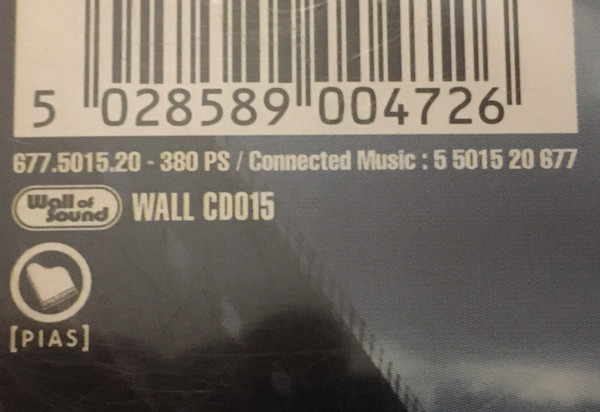 5 028589 004726
677.5015.20 - 380 PS / Connected Music : 5 5015 20 677
Wall of Sound WALL CD015
[PIAS]